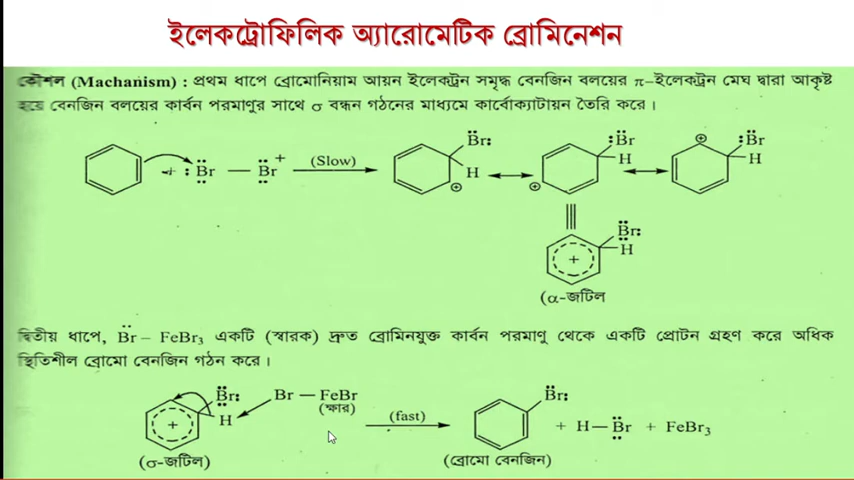 ইলেকট্রোফিলিক অ্যারোমেটিক ব্রোমিনেশন
কৌশল (Machanism) : প্রথম ধাপে ব্রোমোনিয়াম আয়ন ইলেকট্রন সমৃদ্ধ বেনজিন বলয়ের π–ইলেকট্রন মেঘ দ্বারা আকৃষ্ট
হয়ে বেনজিন বলয়ের কার্বন পরমাণুর সাথে σ বন্ধন গঠনের মাধ্যমে কার্বোক্যাটায়ন তৈরি করে।
+ :Br — Br+ (Slow) Br: H ⊕ :Br H ⊕ :Br H ⊕
+ Br: H
(α-জটিল
দ্বিতীয় ধাপে, Br – FeBr3 একটি (স্বারক) দ্রুত ব্রোমিনযুক্ত কার্বন পরমাণু থেকে একটি প্রোটন গ্রহণ করে অধিক
স্থিতিশীল ব্রোমো বেনজিন গঠন করে।
+ Br: H Br — FeBr (fast) Br: + H—Br + FeBr3
(ক্ষার)
(σ-জটিল) (ব্রোমো বেনজিন)